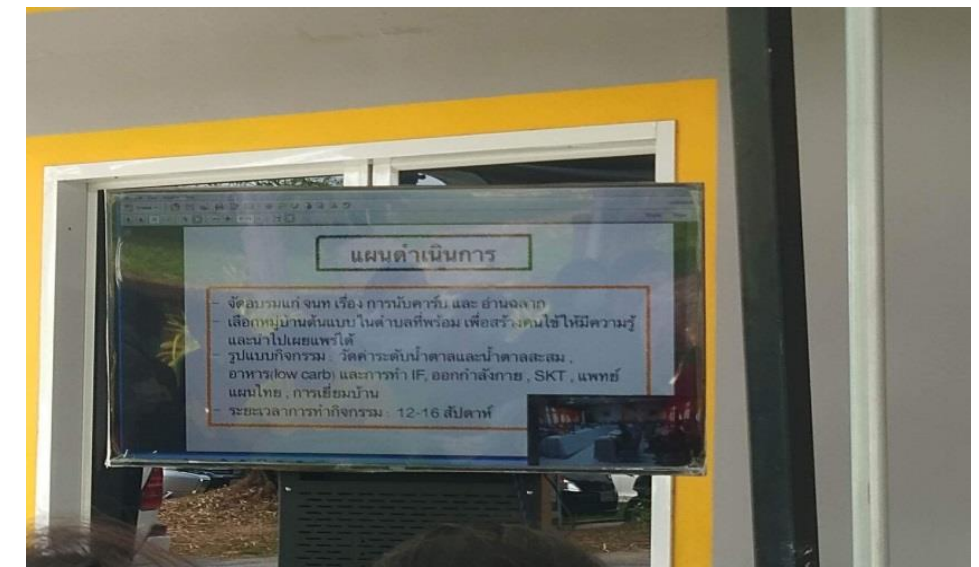 แผนดำเนินการ
- จัดอบรมแก่ จนท เรื่อง การนับคาร์บ และ อ่านฉลาก
- เลือกหมู่บ้านต้นแบบในตำบลที่พร้อม เพื่อสร้างคนไข้ให้มีความรู้
และนำไปเผยแพร่ได้
- รูปแบบกิจกรรม : วัดค่าระดับน้ำตาลและน้ำตาลสะสม ,
อาหาร(low carb) และการทำ IF, ออกกำลังกาย , SKT , แพทย์
แผนไทย , การเยี่ยมบ้าน
- ระยะเวลาการทำกิจกรรม : 12-16 สัปดาห์